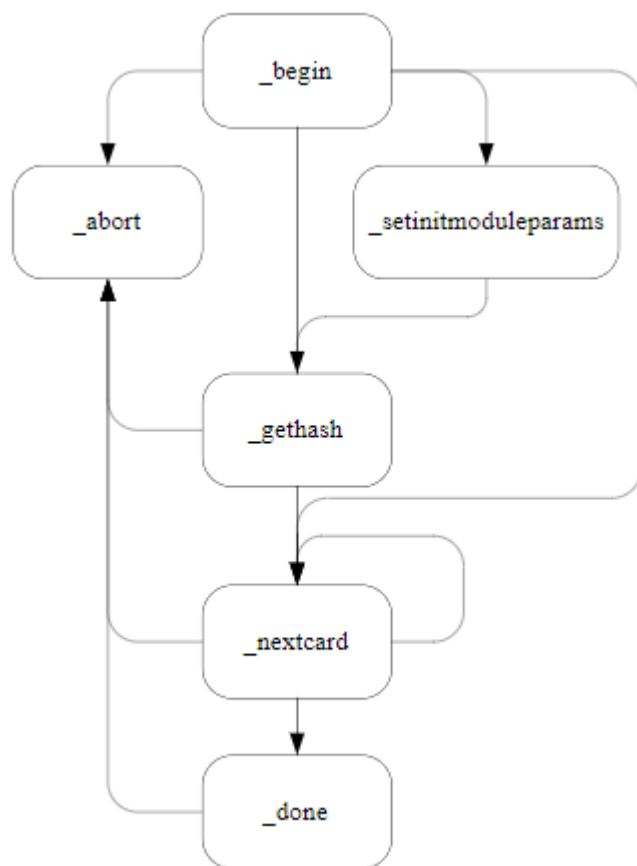 _begin
_abort
_setinitmoduleparams
_gethash
_nextcard
_done